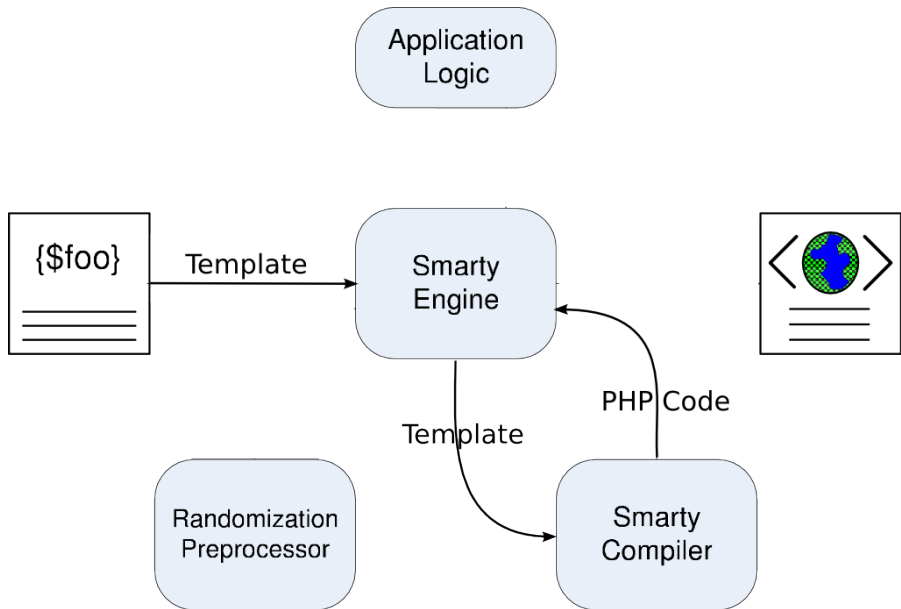 Application
Logic
{$foo}
Template
Smarty
Engine
PHP Code
Template
Randomization
Preprocessor
Smarty
Compiler